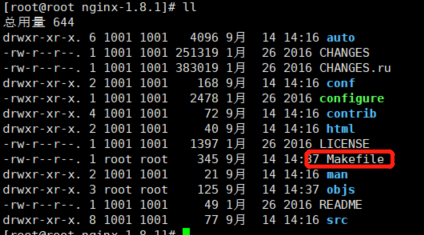 [root@root nginx-1.8.1]# ll
总用量 644
drwxr-xr-x. 6 1001 1001 4096 9月 14 14:16 auto
-rw-r--r--. 1 1001 1001 251319 1月 26 2016 CHANGES
-rw-r--r--. 1 1001 1001 383019 1月 26 2016 CHANGES.ru
drwxr-xr-x. 2 1001 1001 168 9月 14 14:16 conf
-rwxr-xr-x. 1 1001 1001 2478 1月 26 2016 configure
drwxr-xr-x. 4 1001 1001 72 9月 14 14:16 contrib
drwxr-xr-x. 2 1001 1001 40 9月 14 14:16 html
-rw-r--r--. 1 1001 1001 1397 1月 26 2016 LICENSE
-rw-r--r--. 1 root root 345 9月 14 14:37 Makefile
drwxr-xr-x. 2 1001 1001 21 9月 14 14:16 man
drwxr-xr-x. 3 root root 125 9月 14 14:37 objs
-rw-r--r--. 1 1001 1001 49 1月 26 2016 README
drwxr-xr-x. 8 1001 1001 77 9月 14 14:16 src
[root@root nginx-1.8.1]#